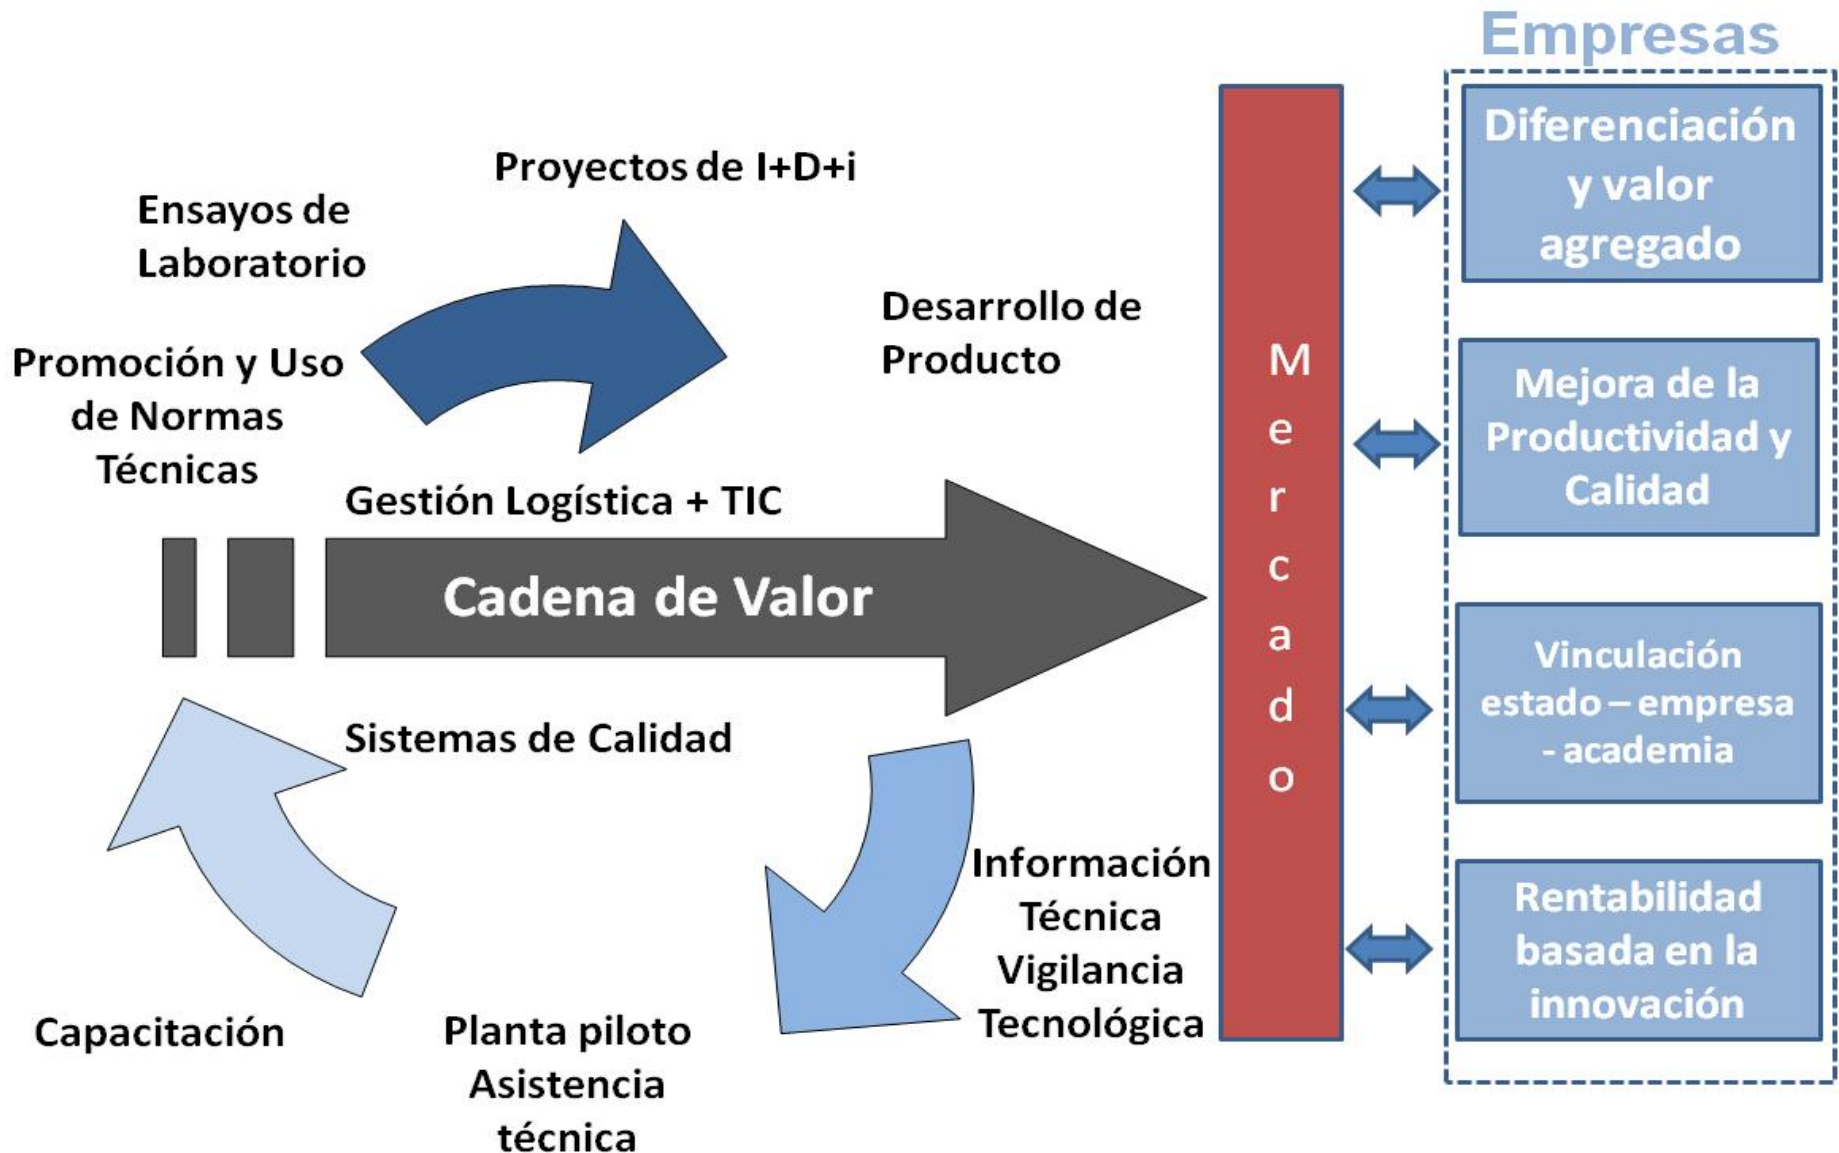 Empresas
Proyectos de I+D+i
Ensayos de
Laboratorio
Promoción y Uso
de Normas
Técnicas
Desarrollo de
Producto
Gestión Logística + TIC
Cadena de Valor
Sistemas de Calidad
Información
Técnica
Vigilancia
Tecnológica
Capacitación
Planta piloto
Asistencia
técnica
M
e
r
c
a
d
o
Diferenciación
y valor
agregado
Mejora de la
Productividad y
Calidad
Vinculación
estado – empresa
- academia
Rentabilidad
basada en la
innovación